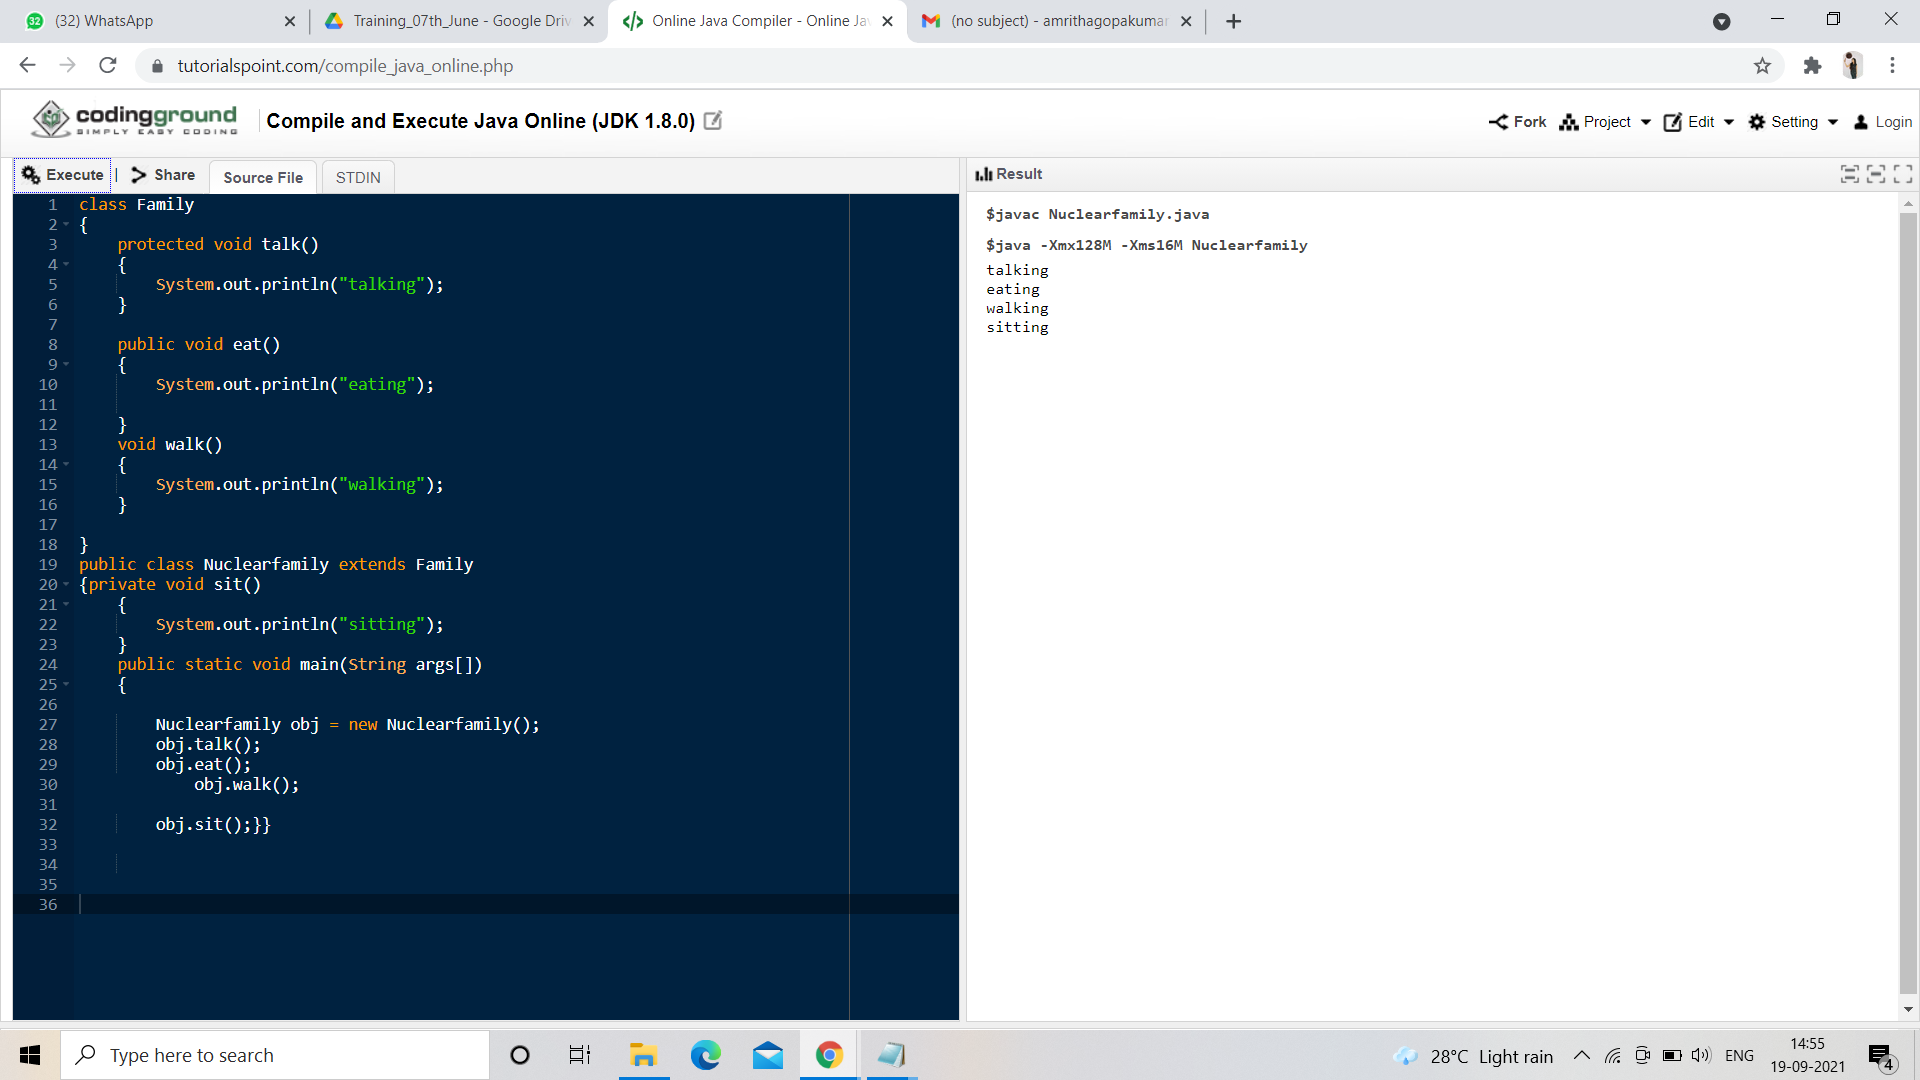 (32) WhatsApp
Training_07th_June - Google Driv
Online Java Compiler - Online Ja
(no subject) - amrithagopakumar
tutorialspoint.com/compile_java_online.php
codingground
SIMPLY EASY CODING
Compile and Execute Java Online (JDK 1.8.0)
Fork
Project
Edit
Setting
Login
Execute
Share
Source File
STDIN
Result
1 class Family
2 {
3 protected void talk()
4 {
5 System.out.println("talking");
6 }
7
8 public void eat()
9 {
10 System.out.println("eating");
11
12 }
13 void walk()
14 {
15 System.out.println("walking");
16 }
17
18 }
19 public class Nuclearfamily extends Family
20 {private void sit()
21 {
22 System.out.println("sitting");
23 }
24 public static void main(String args[])
25 {
26
27 Nuclearfamily obj = new Nuclearfamily();
28 obj.talk();
29 obj.eat();
30 obj.walk();
31
32 obj.sit();}}
33
34
35
36
$javac Nuclearfamily.java
$java -Xmx128M -Xms16M Nuclearfamily
talking
eating
walking
sitting
Type here to search
28°C Light rain
ENG
14:55
19-09-2021
4